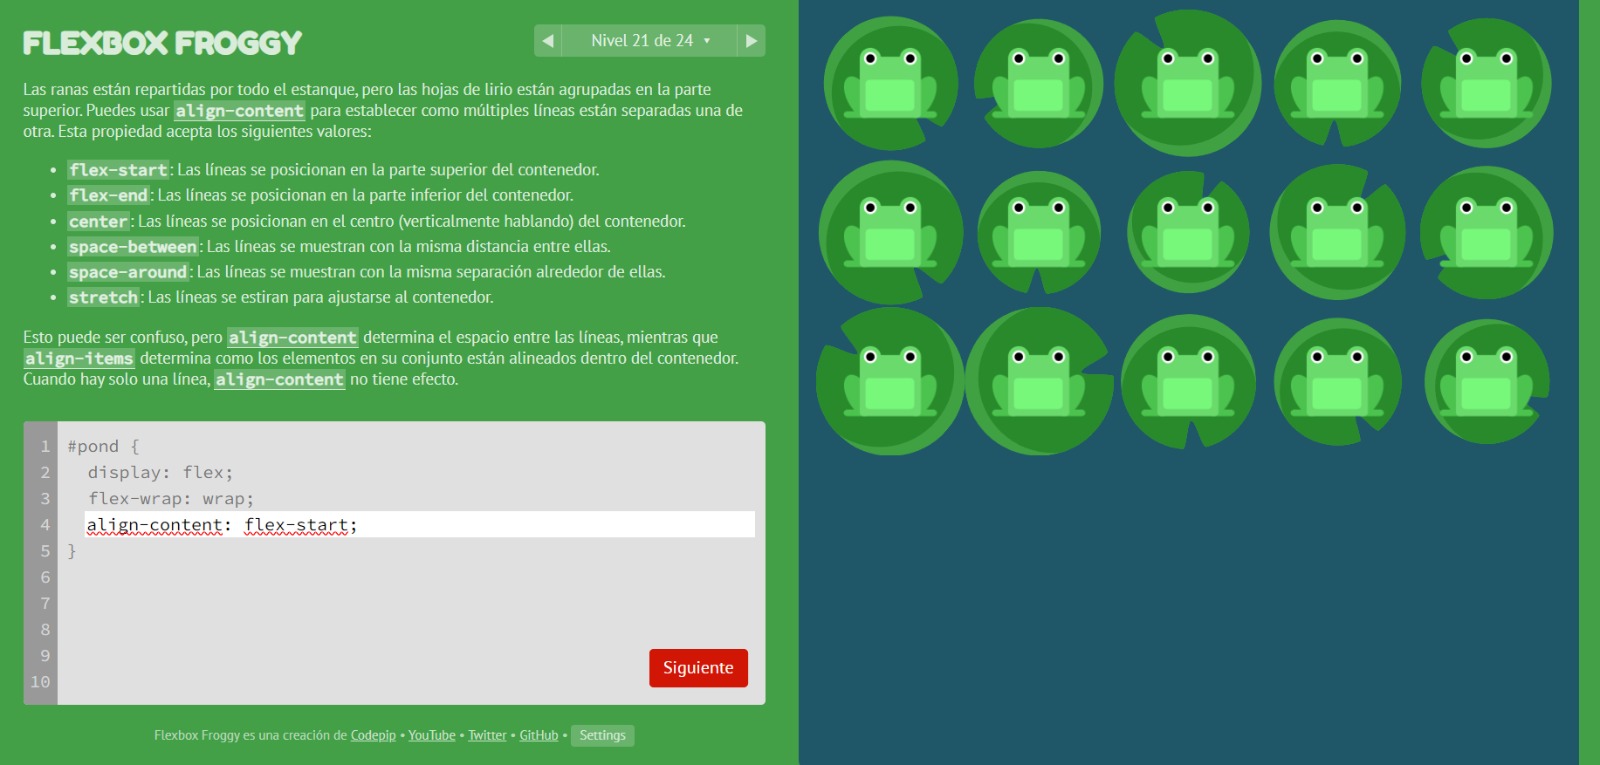 FLEXBOX FROGGY
◀ Nivel 21 de 24 ▾ ▶
Las ranas están repartidas por todo el estanque, pero las hojas de lirio están agrupadas en la parte
superior. Puedes usar align-content para establecer como múltiples líneas están separadas una de
otra. Esta propiedad acepta los siguientes valores:
• flex-start: Las líneas se posicionan en la parte superior del contenedor.
• flex-end: Las líneas se posicionan en la parte inferior del contenedor.
• center: Las líneas se posicionan en el centro (verticalmente hablando) del contenedor.
• space-between: Las líneas se muestran con la misma distancia entre ellas.
• space-around: Las líneas se muestran con la misma separación alrededor de ellas.
• stretch: Las líneas se estiran para ajustarse al contenedor.
Esto puede ser confuso, pero align-content determina el espacio entre las líneas, mientras que
align-items determina como los elementos en su conjunto están alineados dentro del contenedor.
Cuando hay solo una línea, align-content no tiene efecto.
1 #pond {
2 display: flex;
3 flex-wrap: wrap;
4 align-content: flex-start;
5 }
6
7
8
9
10
Siguiente
Flexbox Froggy es una creación de Codepip • YouTube • Twitter • GitHub • Settings